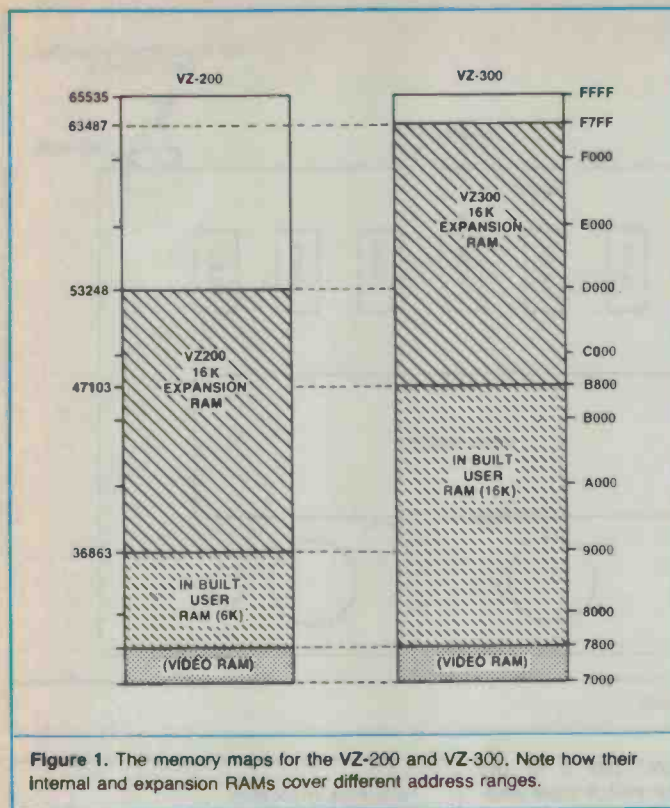 VZ-200
VZ-300
65535
63487
53248
47103
36863
VZ200
16K
EXPANSION
RAM
IN BUILT
USER
RAM (6K)
(VIDEO RAM)
VZ300
16K
EXPANSION
RAM
IN BUILT
USER
RAM (16K)
(VIDEO RAM)
FFFF
F7FF
F000
E000
D000
C000
B800
B000
A000
9000
8000
7800
7000
Figure 1. The memory maps for the VZ-200 and VZ-300. Note how their
internal and expansion RAMs cover different address ranges.